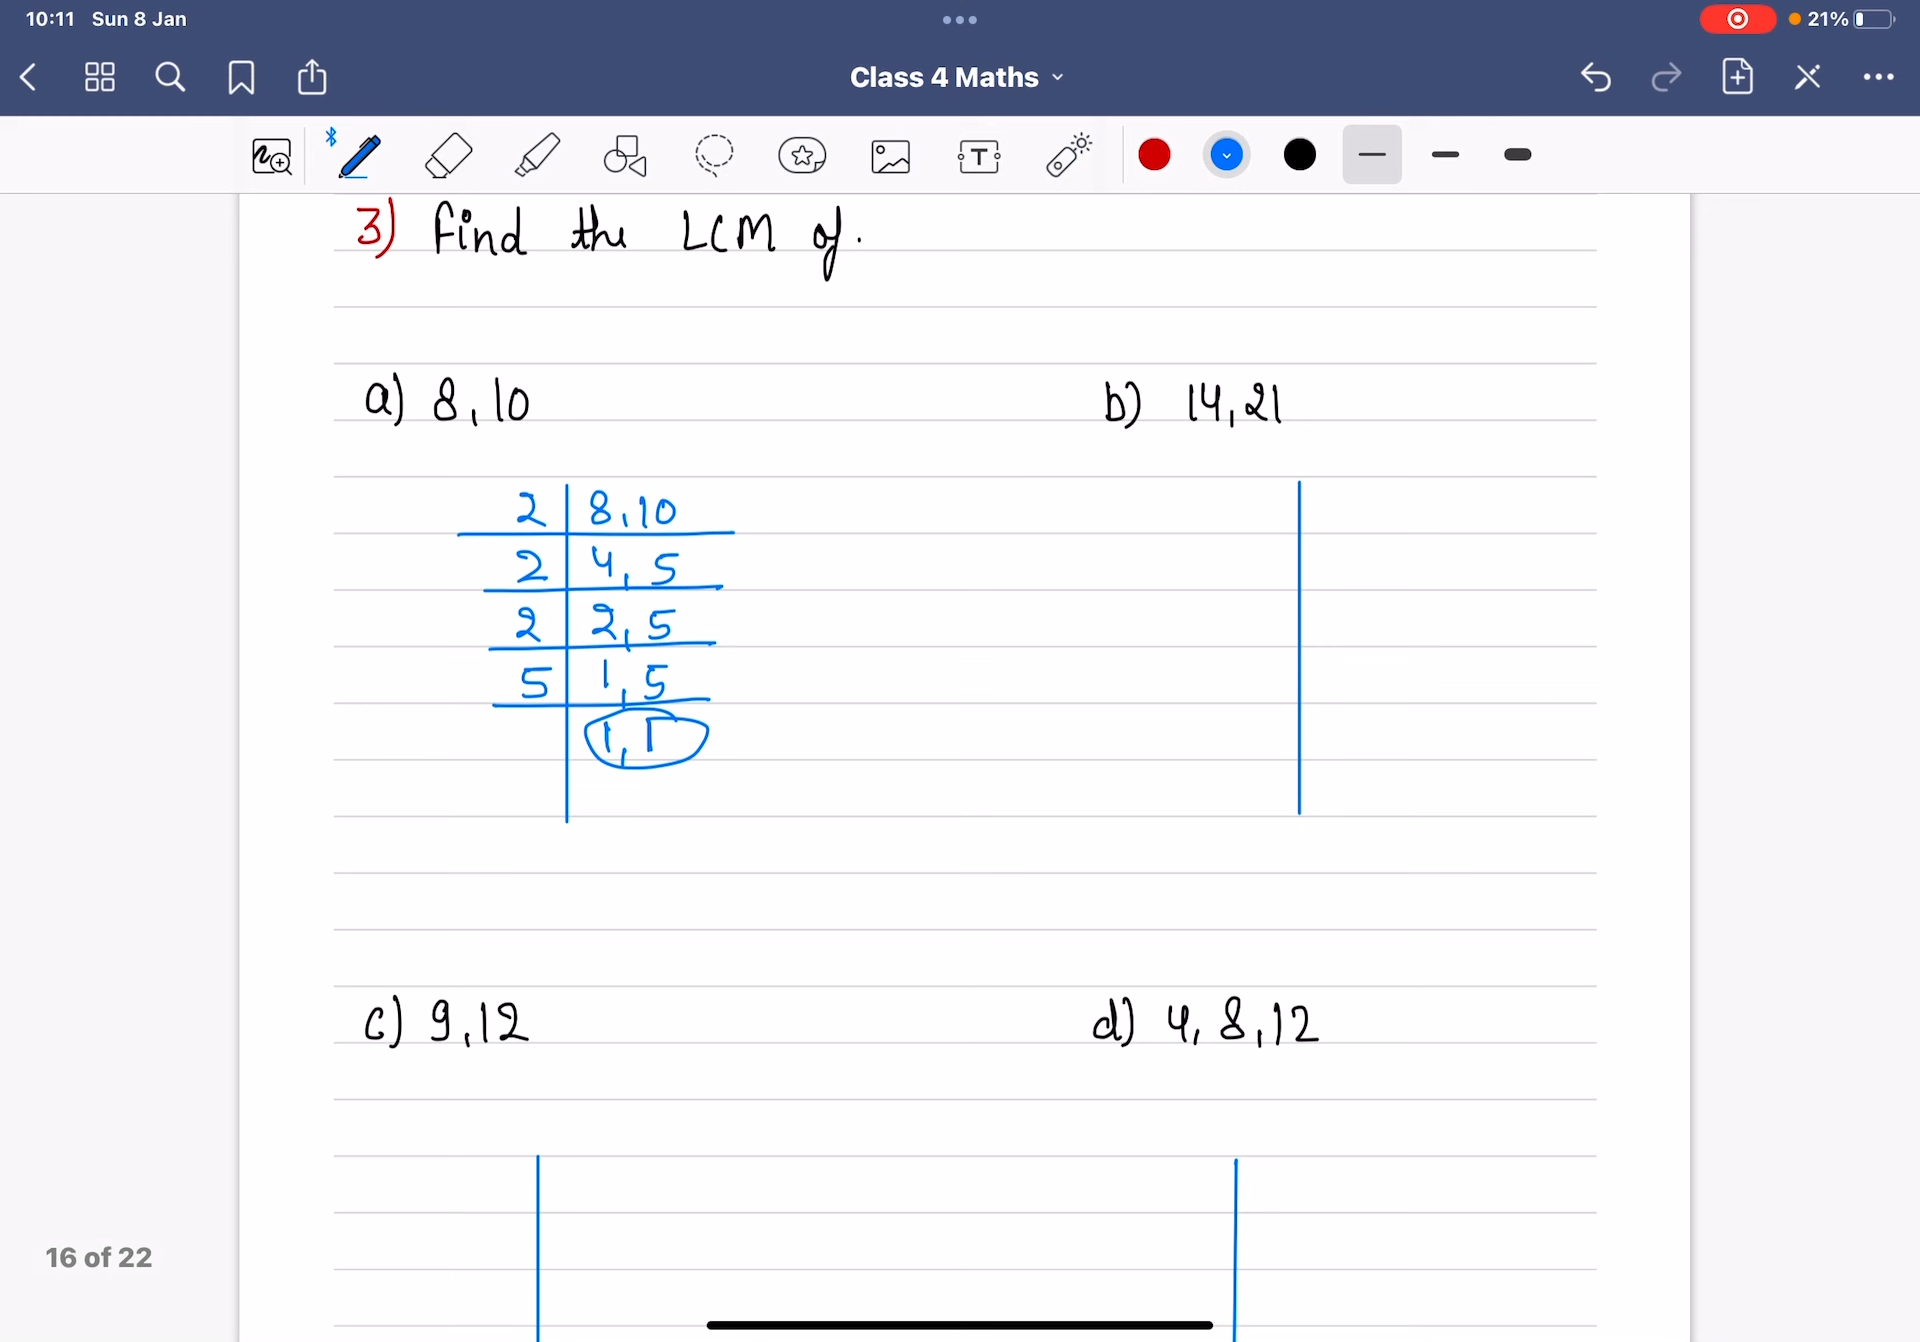 10:11 Sun 8 Jan
21%
Class 4 Maths
T
3) Find the LCM of.
a) 8,10
b) 14,21
2 | 8,10
2 | 4, 5
2 | 2, 5
5 | 1, 5
1, 1
c) 9,12
d) 4, 8, 12
16 of 22